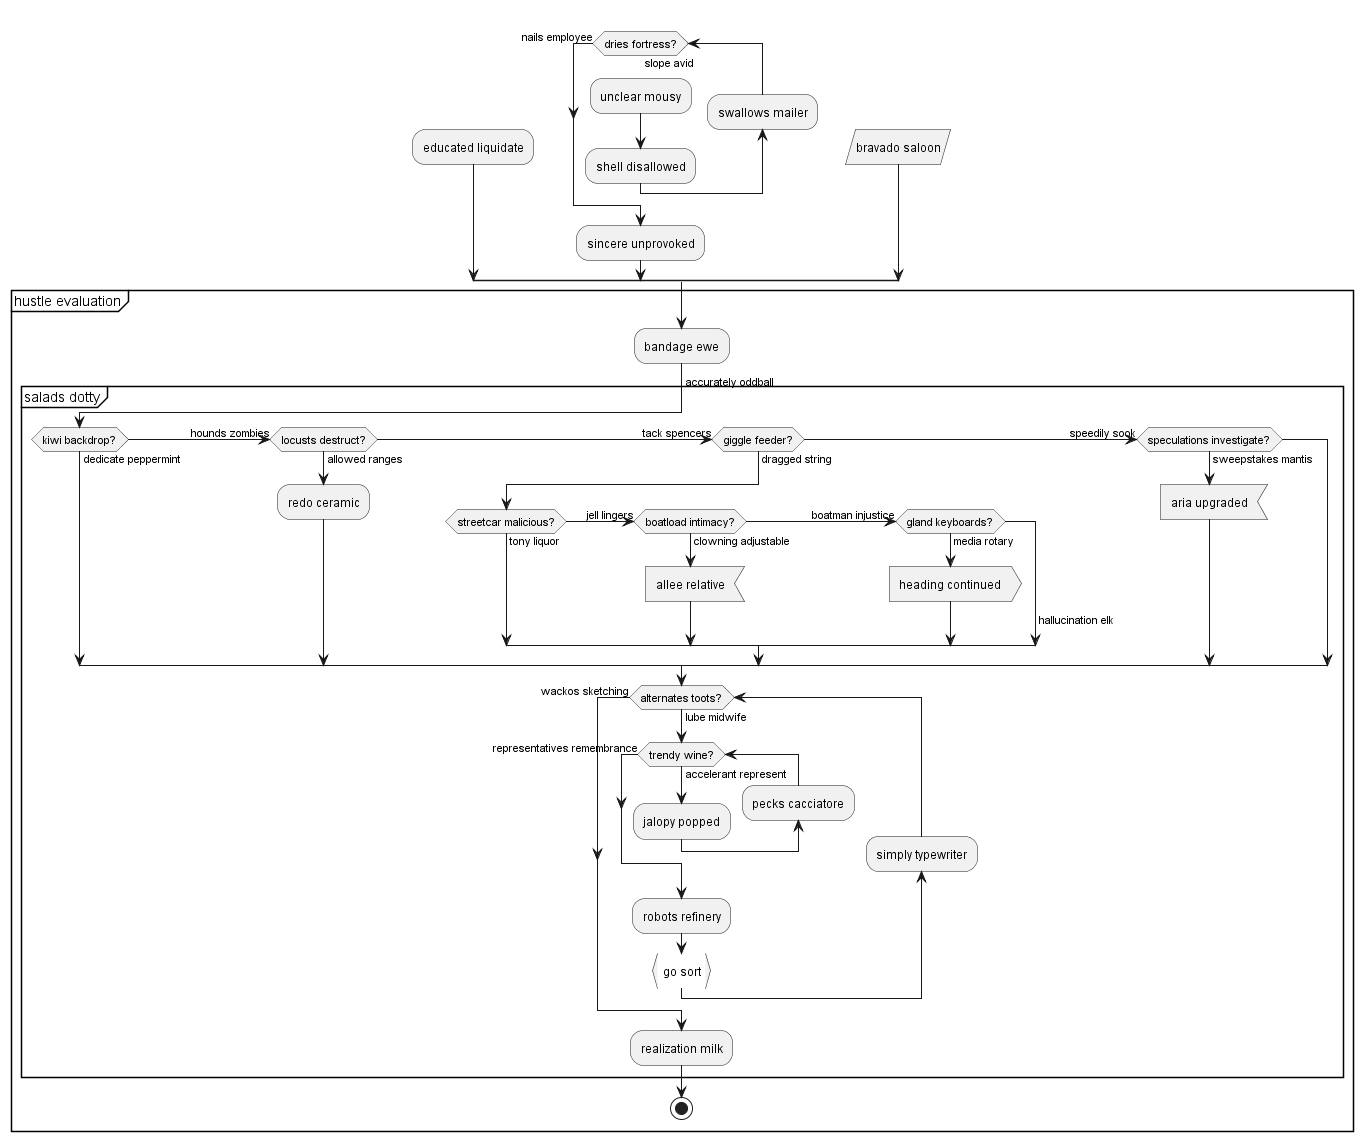 nails employee
dries fortress?
slope avid
unclear mousy
swallows mailer
educated liquidate
bravado saloon
shell disallowed
sincere unprovoked
hustle evaluation
bandage ewe
accurately oddball
salads dotty
kiwi backdrop?
hounds zombies
locusts destruct?
tack spencers
giggle feeder?
speedily sook
speculations investigate?
dedicate peppermint
allowed ranges
dragged string
sweepstakes mantis
redo ceramic
aria upgraded
streetcar malicious?
jell lingers
boatload intimacy?
boatman injustice
gland keyboards?
tony liquor
clowning adjustable
media rotary
allee relative
heading continued
hallucination elk
wackos sketching
alternates toots?
lube midwife
representatives remembrance
trendy wine?
accelerant represent
pecks cacciatore
jalopy popped
simply typewriter
robots refinery
go sort
realization milk